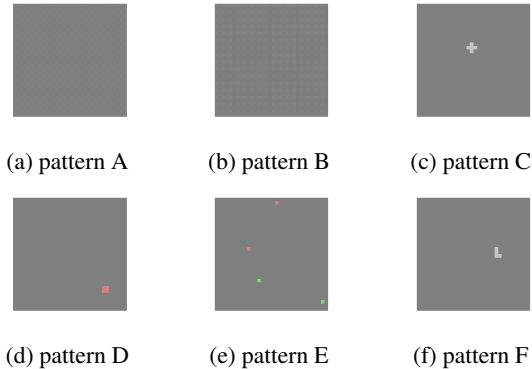 (a) pattern A
(b) pattern B
(c) pattern C
(d) pattern D
(e) pattern E
(f) pattern F